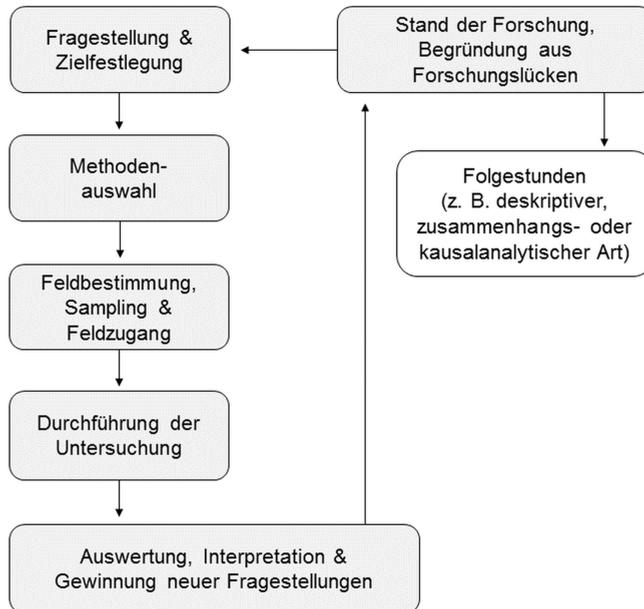 Fragestellung &
Zielfestlegung
Stand der Forschung,
Begründung aus
Forschungslücken
Methoden-
auswahl
Folgestunden
(z. B. deskriptiver,
zusammenhangs- oder
kausalanalytischer Art)
Feldbestimmung,
Sampling &
Feldzugang
Durchführung der
Untersuchung
Auswertung, Interpretation &
Gewinnung neuer Fragestellungen